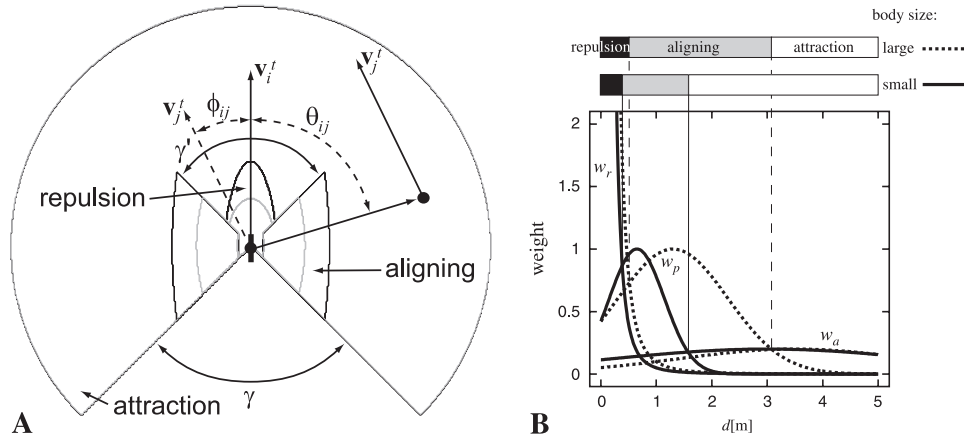 v_i^t
v_j^t
v_j^t
ϕ_ij
θ_ij
γ'
repulsion
aligning
attraction
γ
A
body size:
repulsion aligning attraction large
small
2
w_r
1.5
weight
1
w_p
0.5
w_a
0
0 1 2 3 4 5
B
d[m]